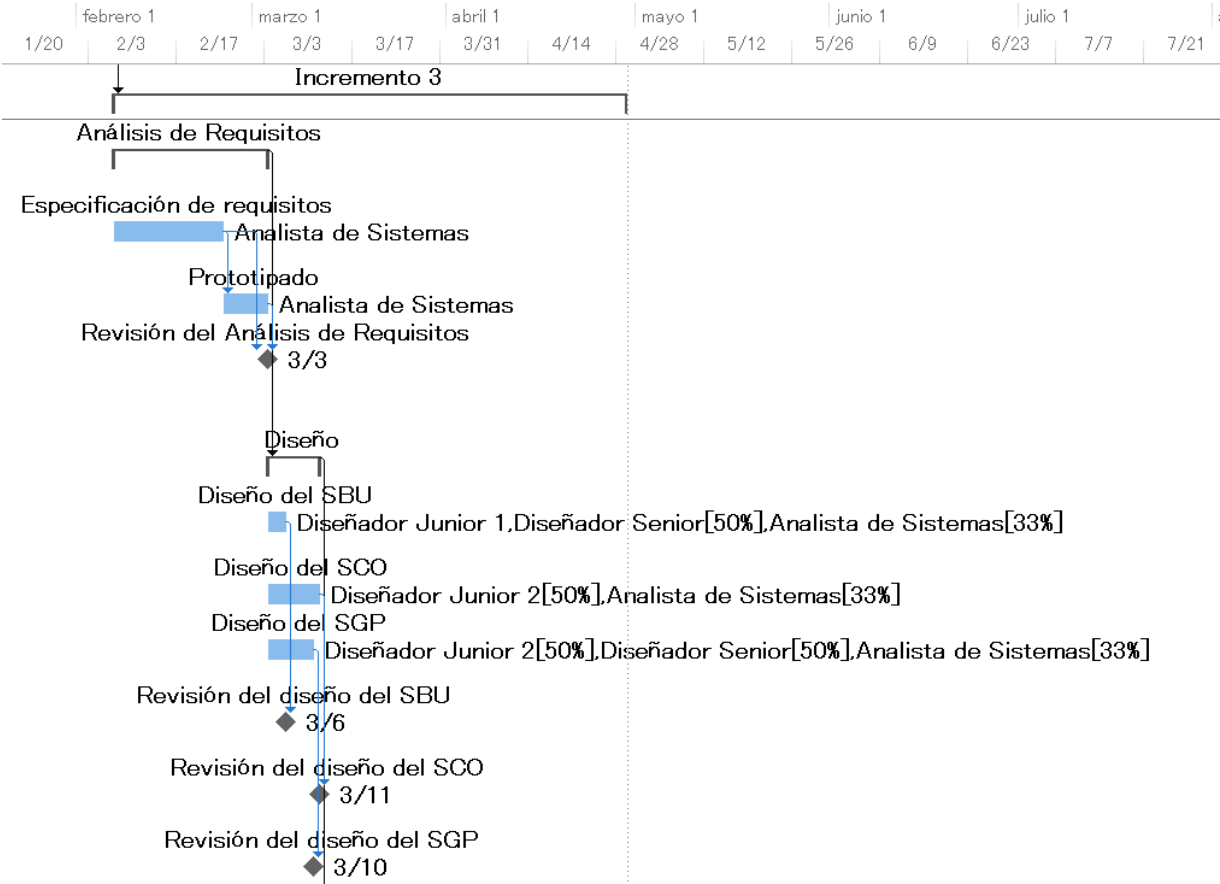 febrero 1 marzo 1 abril 1 mayo 1 junio 1 julio 1
1/20 2/3 2/17 3/3 3/17 3/31 4/14 4/28 5/12 5/26 6/9 6/23 7/7 7/21
Incremento 3
Análisis de Requisitos
Especificación de requisitos
Analista de Sistemas
Prototipado
Analista de Sistemas
Revisión del Análisis de Requisitos
3/3
Diseño
Diseño del SBU
Diseñador Junior 1,Diseñador Senior[50%],Analista de Sistemas[33%]
Diseño del SCO
Diseñador Junior 2[50%],Analista de Sistemas[33%]
Diseño del SGP
Diseñador Junior 2[50%],Diseñador Senior[50%],Analista de Sistemas[33%]
Revisión del diseño del SBU
3/6
Revisión del diseño del SCO
3/11
Revisión del diseño del SGP
3/10